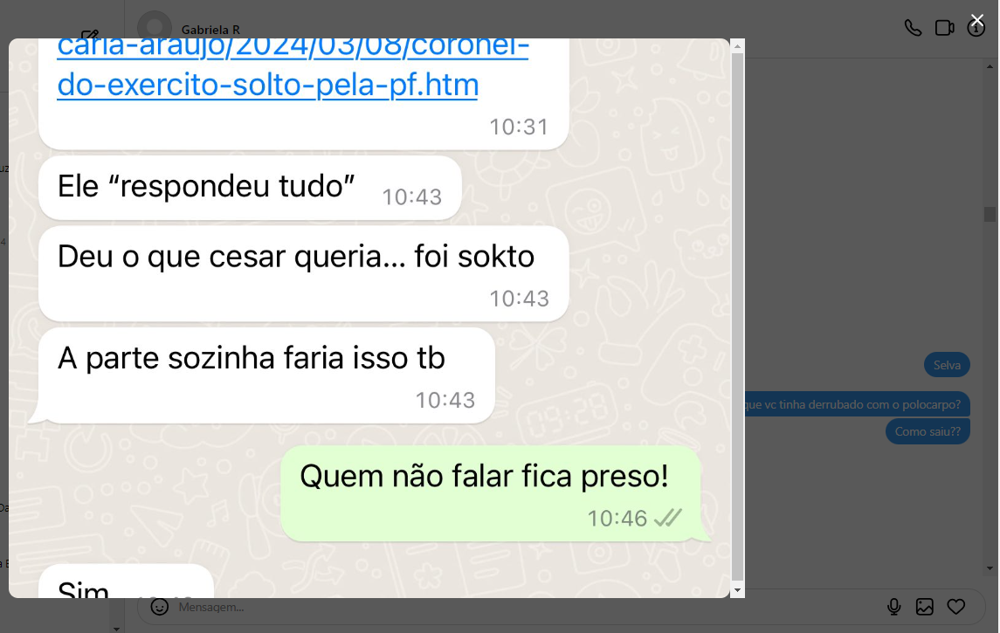 Gabriela R
carla-araujo/2024/03/08/coronel-
do-exercito-solto-pela-pf.htm
10:31
Ele “respondeu tudo” 10:43
Deu o que cesar queria... foi sokto
10:43
A parte sozinha faria isso tb
10:43
Quem não falar fica preso!
10:46
Sim
Selva
que vc tinha derrubado com o polocarpo?
Como saiu??
Mensagem...